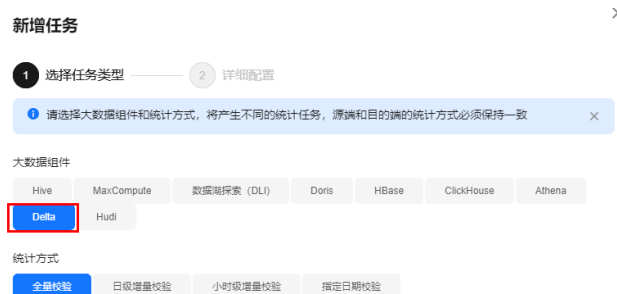 新增任务
1 选择任务类型 2 详细配置
请选择大数据组件和统计方式，将产生不同的统计任务，源端和目的端的统计方式必须保持一致
大数据组件
Hive MaxCompute 数据湖探索（DLI） Doris HBase ClickHouse Athena
Delta Hudi
统计方式
全量校验 日级增量校验 小时级增量校验 指定日期校验